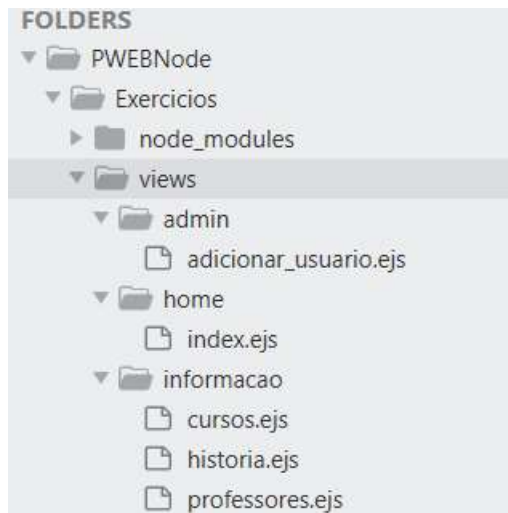 FOLDERS
PWEBNode
Exercicios
node_modules
views
admin
adicionar_usuario.ejs
home
index.ejs
informacao
cursos.ejs
historia.ejs
professores.ejs